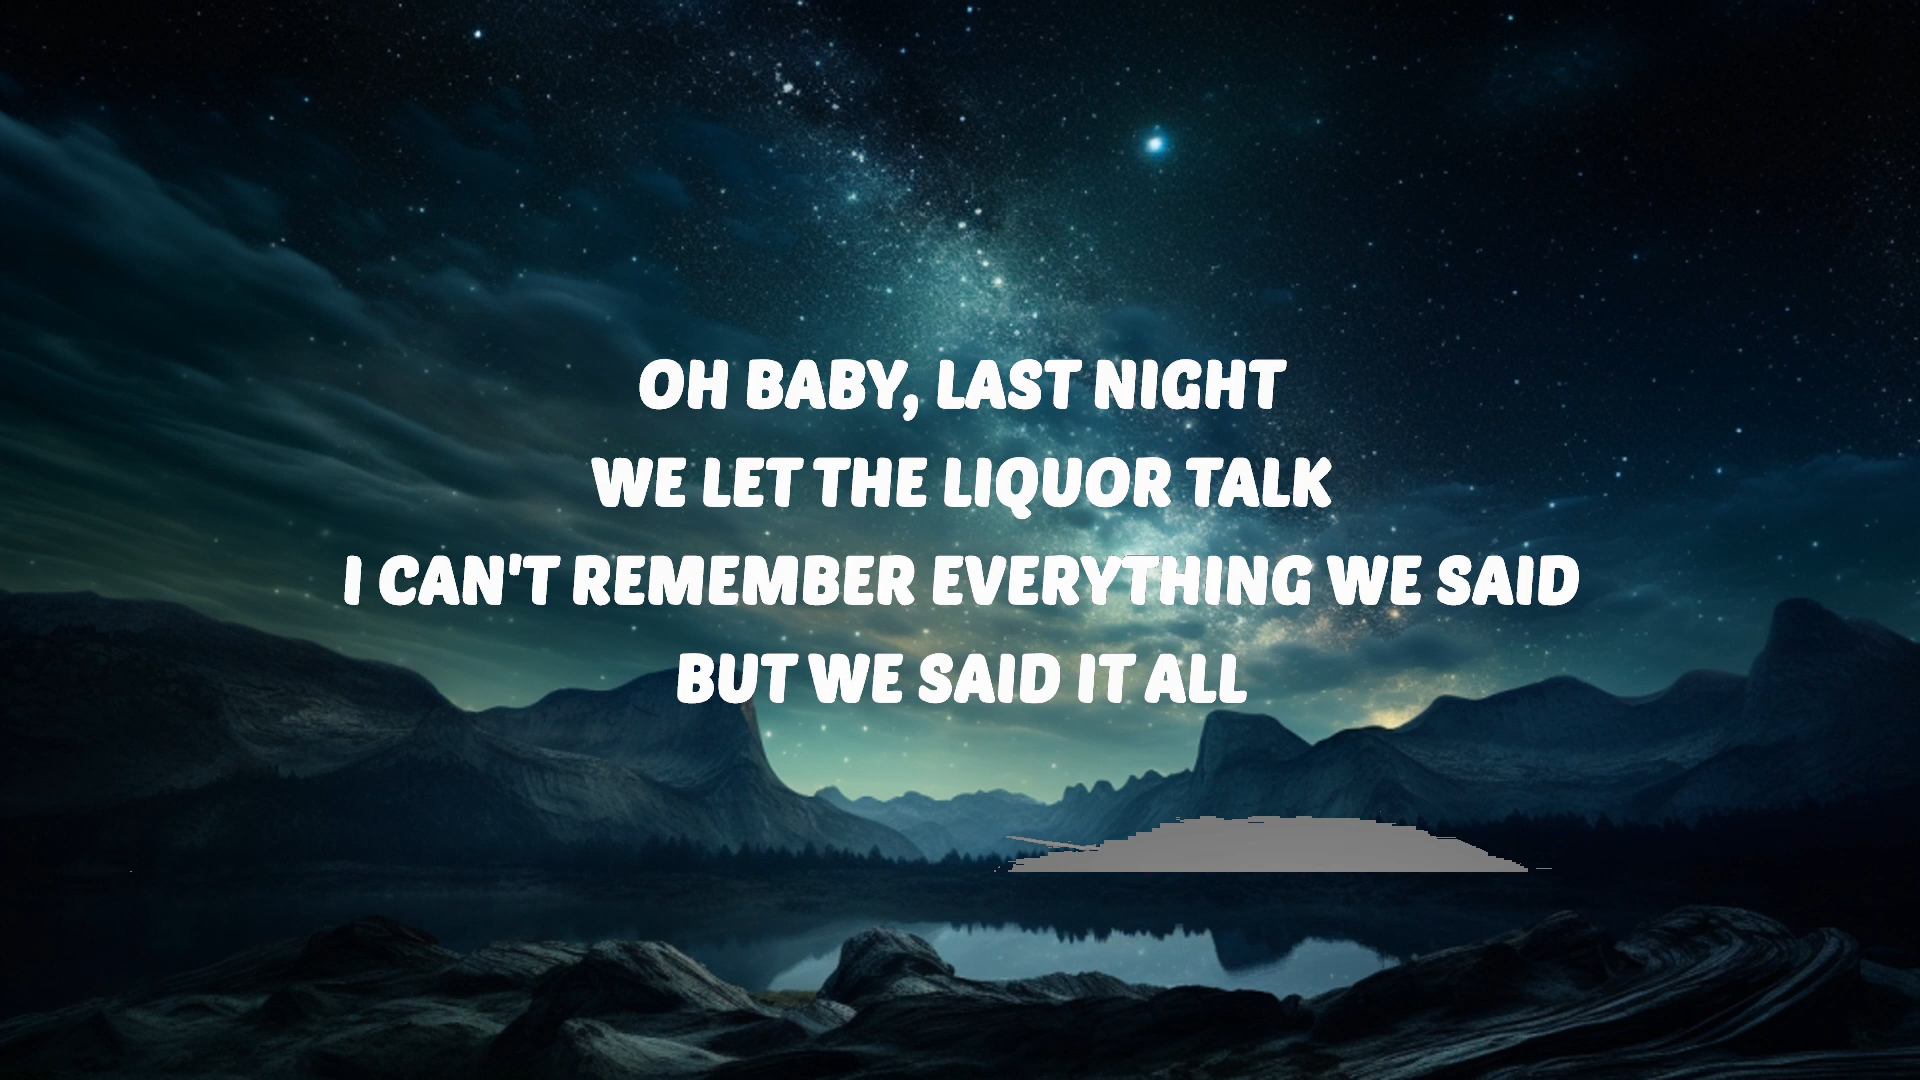 OH BABY, LAST NIGHT
WE LET THE LIQUOR TALK
I CAN'T REMEMBER EVERYTHING WE SAID
BUT WE SAID IT ALL